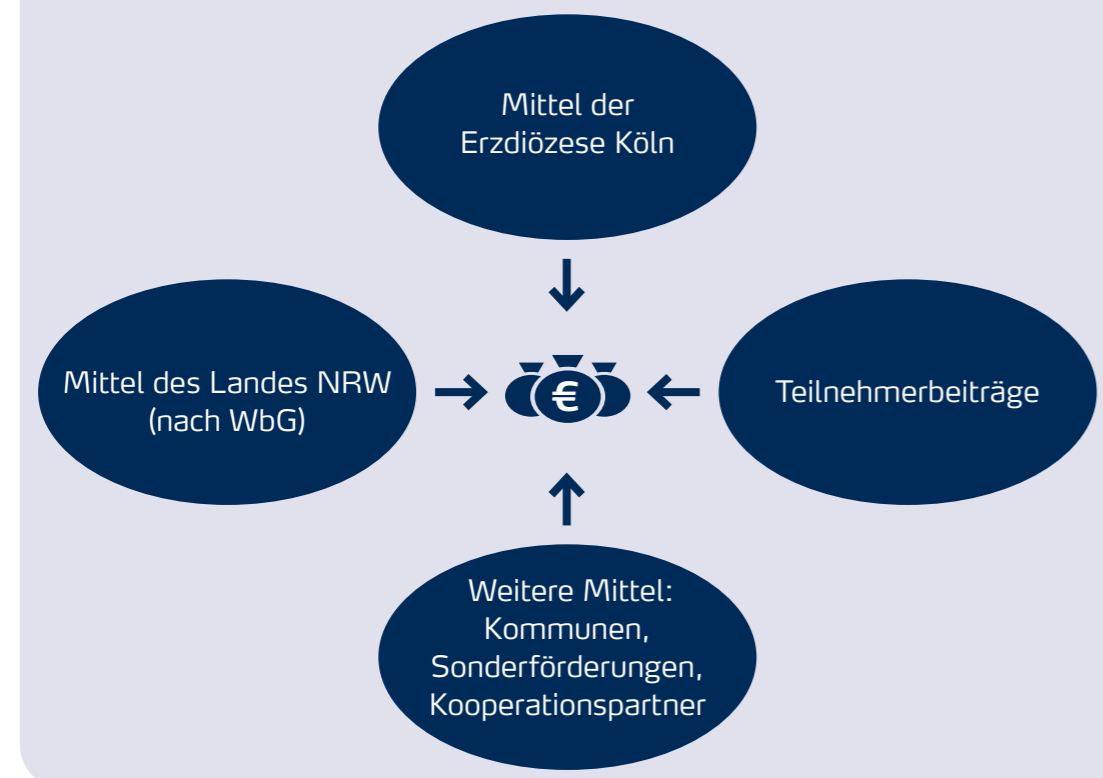 Mittel der
Erzdiözese Köln
Mittel des Landes NRW
(nach WbG)
€
Teilnehmerbeiträge
Weitere Mittel:
Kommunen,
Sonderförderungen,
Kooperationspartner